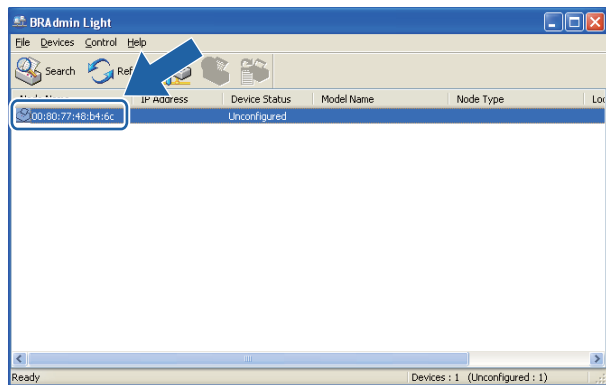 BRAdmin Light
File Devices Control Help
Search
IP Address Device Status Model Name Node Type
00:80:77:48:b4:6c Unconfigured
Ready Devices : 1 (Unconfigured : 1)